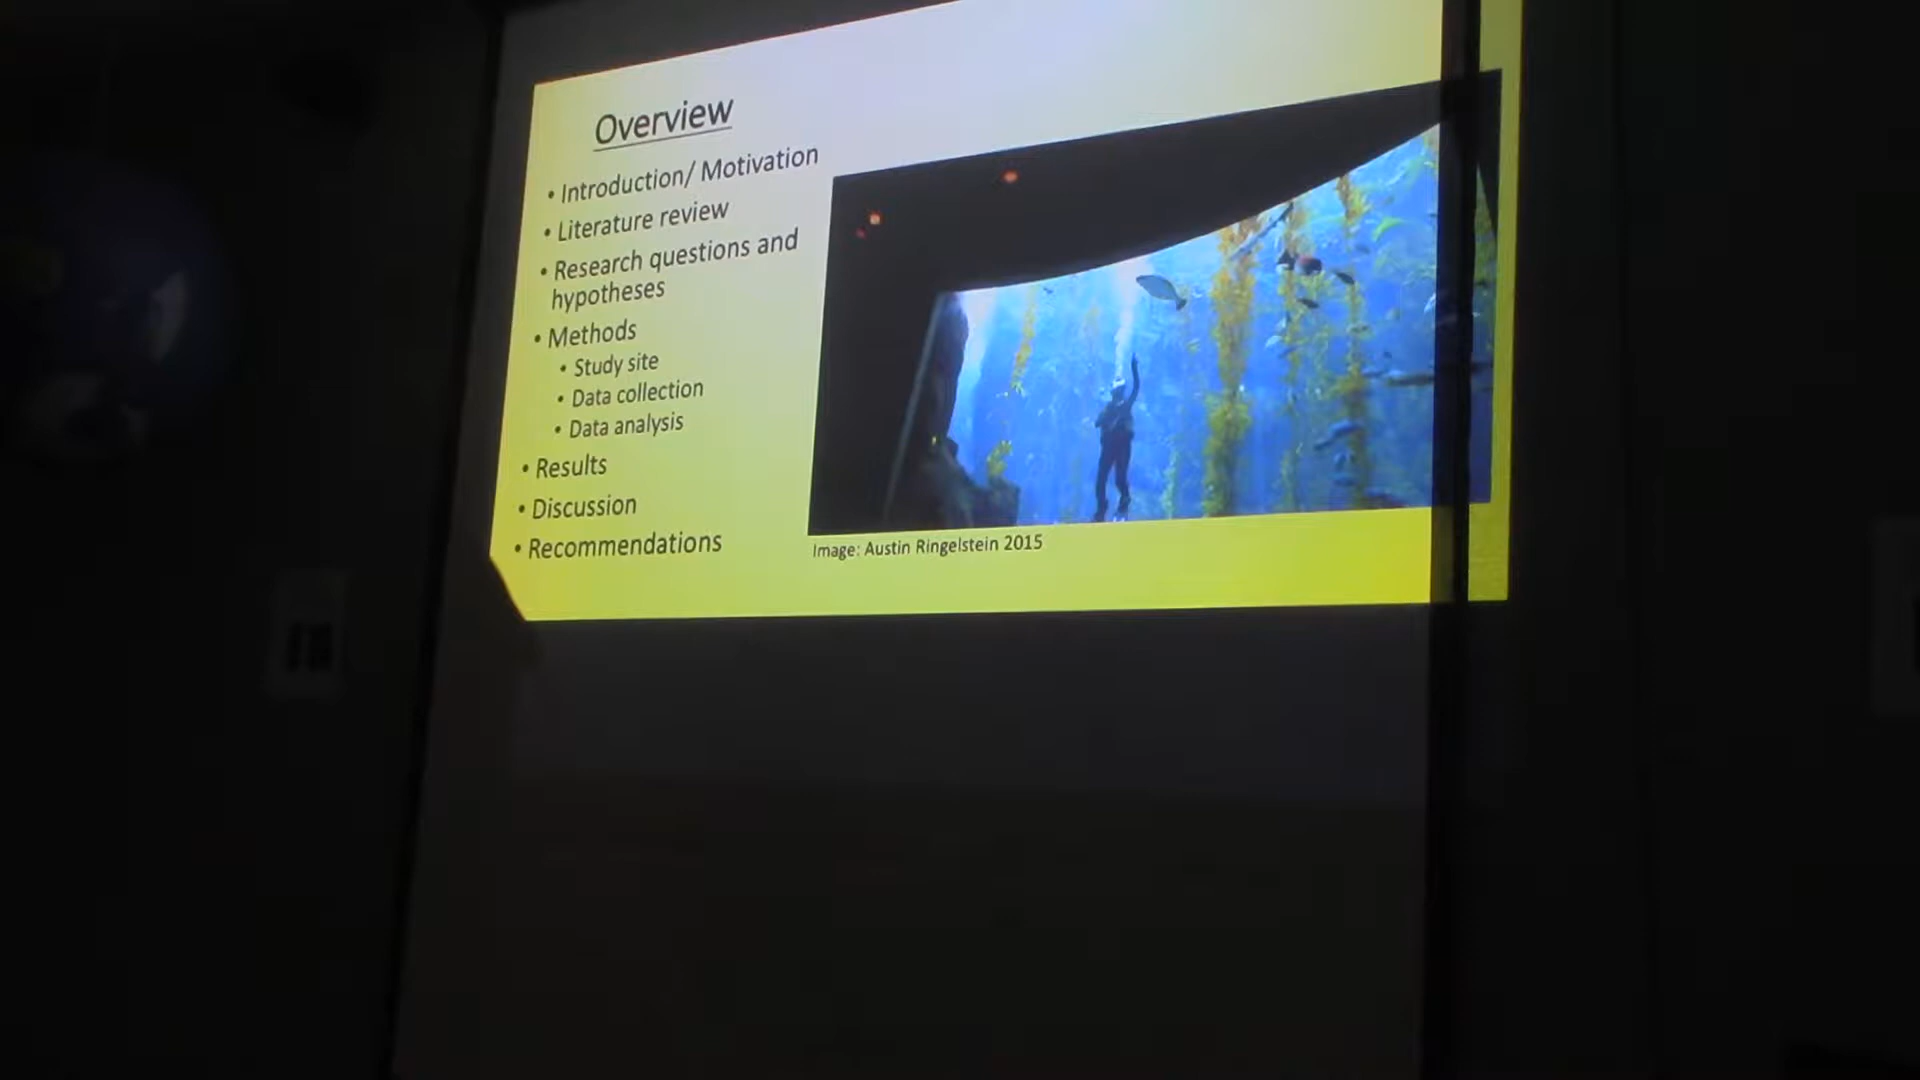 Overview
• Introduction/ Motivation
• Literature review
• Research questions and
hypotheses
• Methods
• Study site
• Data collection
• Data analysis
• Results
• Discussion
• Recommendations
Image: Austin Ringelstein 2015